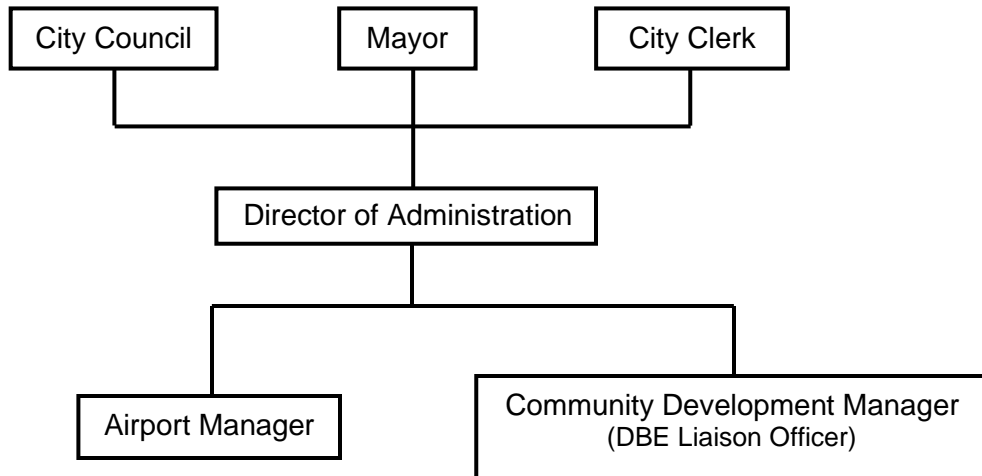 City Council
Mayor
City Clerk
Director of Administration
Airport Manager
Community Development Manager
(DBE Liaison Officer)